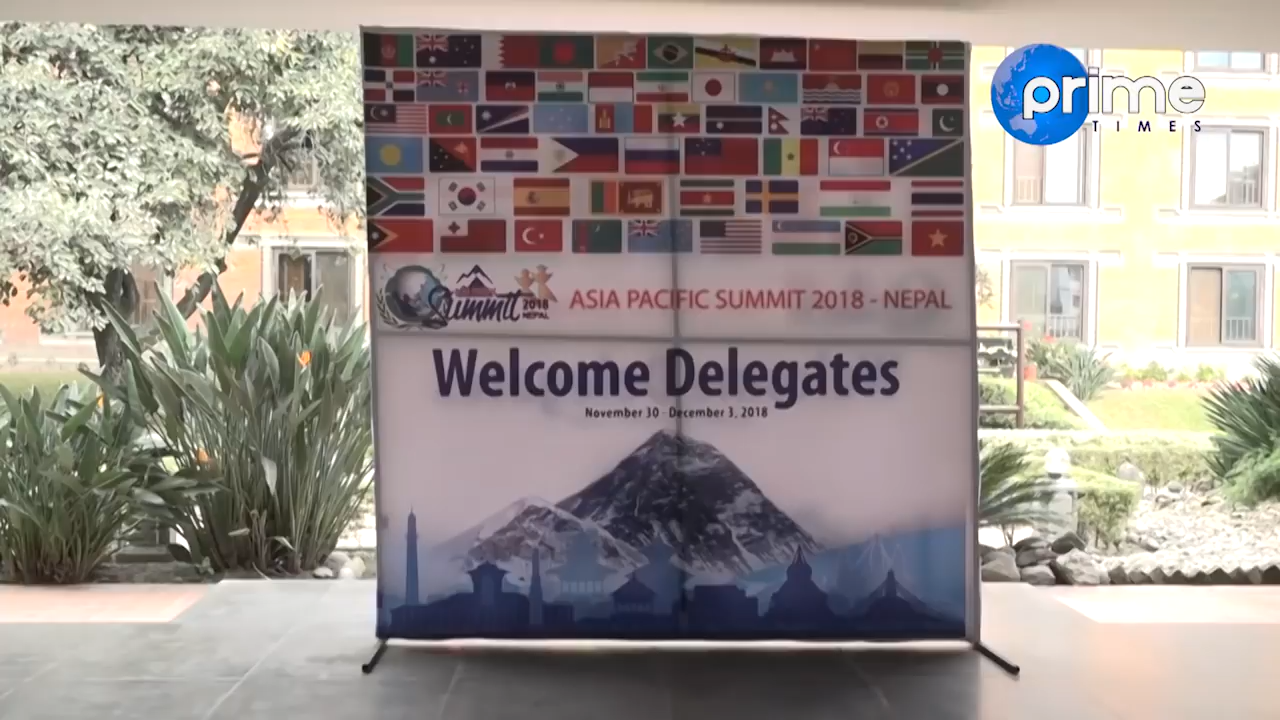 prime
TIMES
Summit
2018
NEPAL
ASIA PACIFIC SUMMIT 2018 - NEPAL
Welcome Delegates
November 30 - December 3, 2018